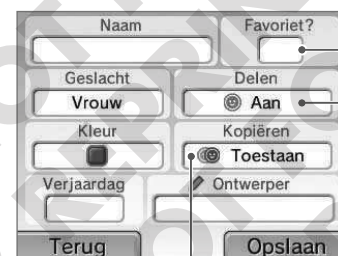 Naam Favoriet?
Geslacht Delen
Vrouw Aan
Kleur Kopiëren
Toestaan
Verjaardag Ontwerper
Terug Opslaan